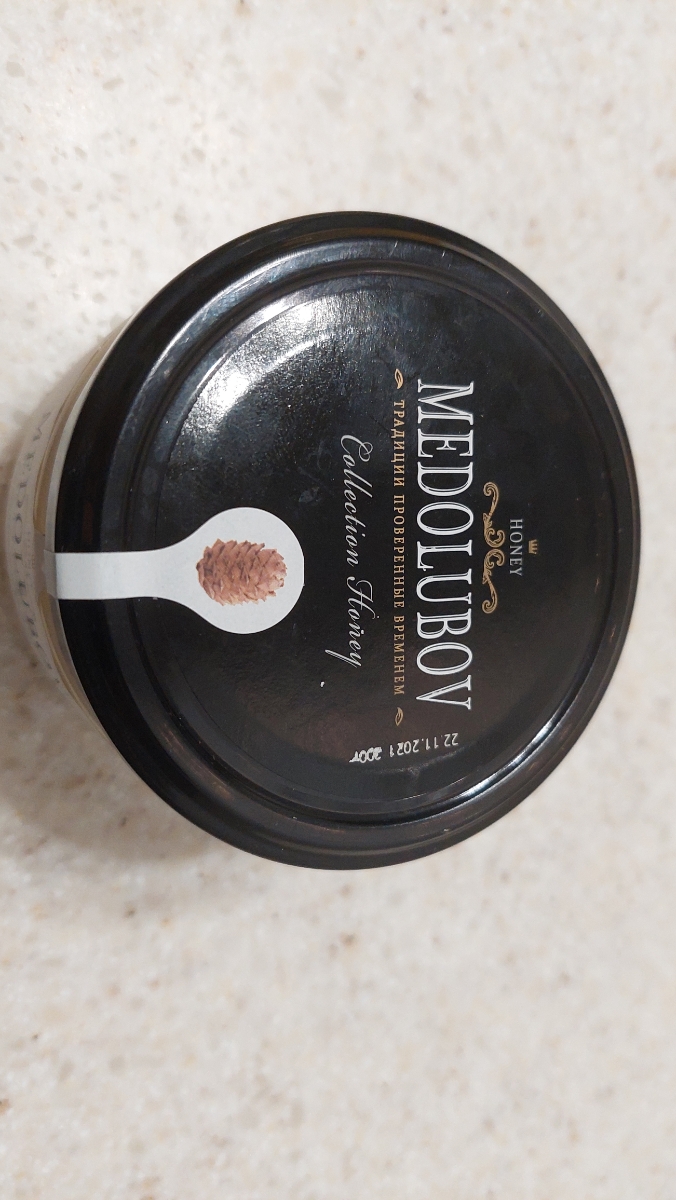 HONEY
MEDOLUBOV
ТРАДИЦИИ ПРОВЕРЕННЫЕ ВРЕМЕНЕМ
Collection Honey
22.11.2021 200г